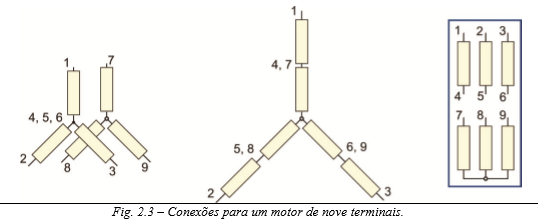 1
7
4, 5, 6
2
8
3
9
1
4, 7
5, 8
6, 9
2
3
1 2 3
4 5 6
7 8 9
Fig. 2.3 – Conexões para um motor de nove terminais.